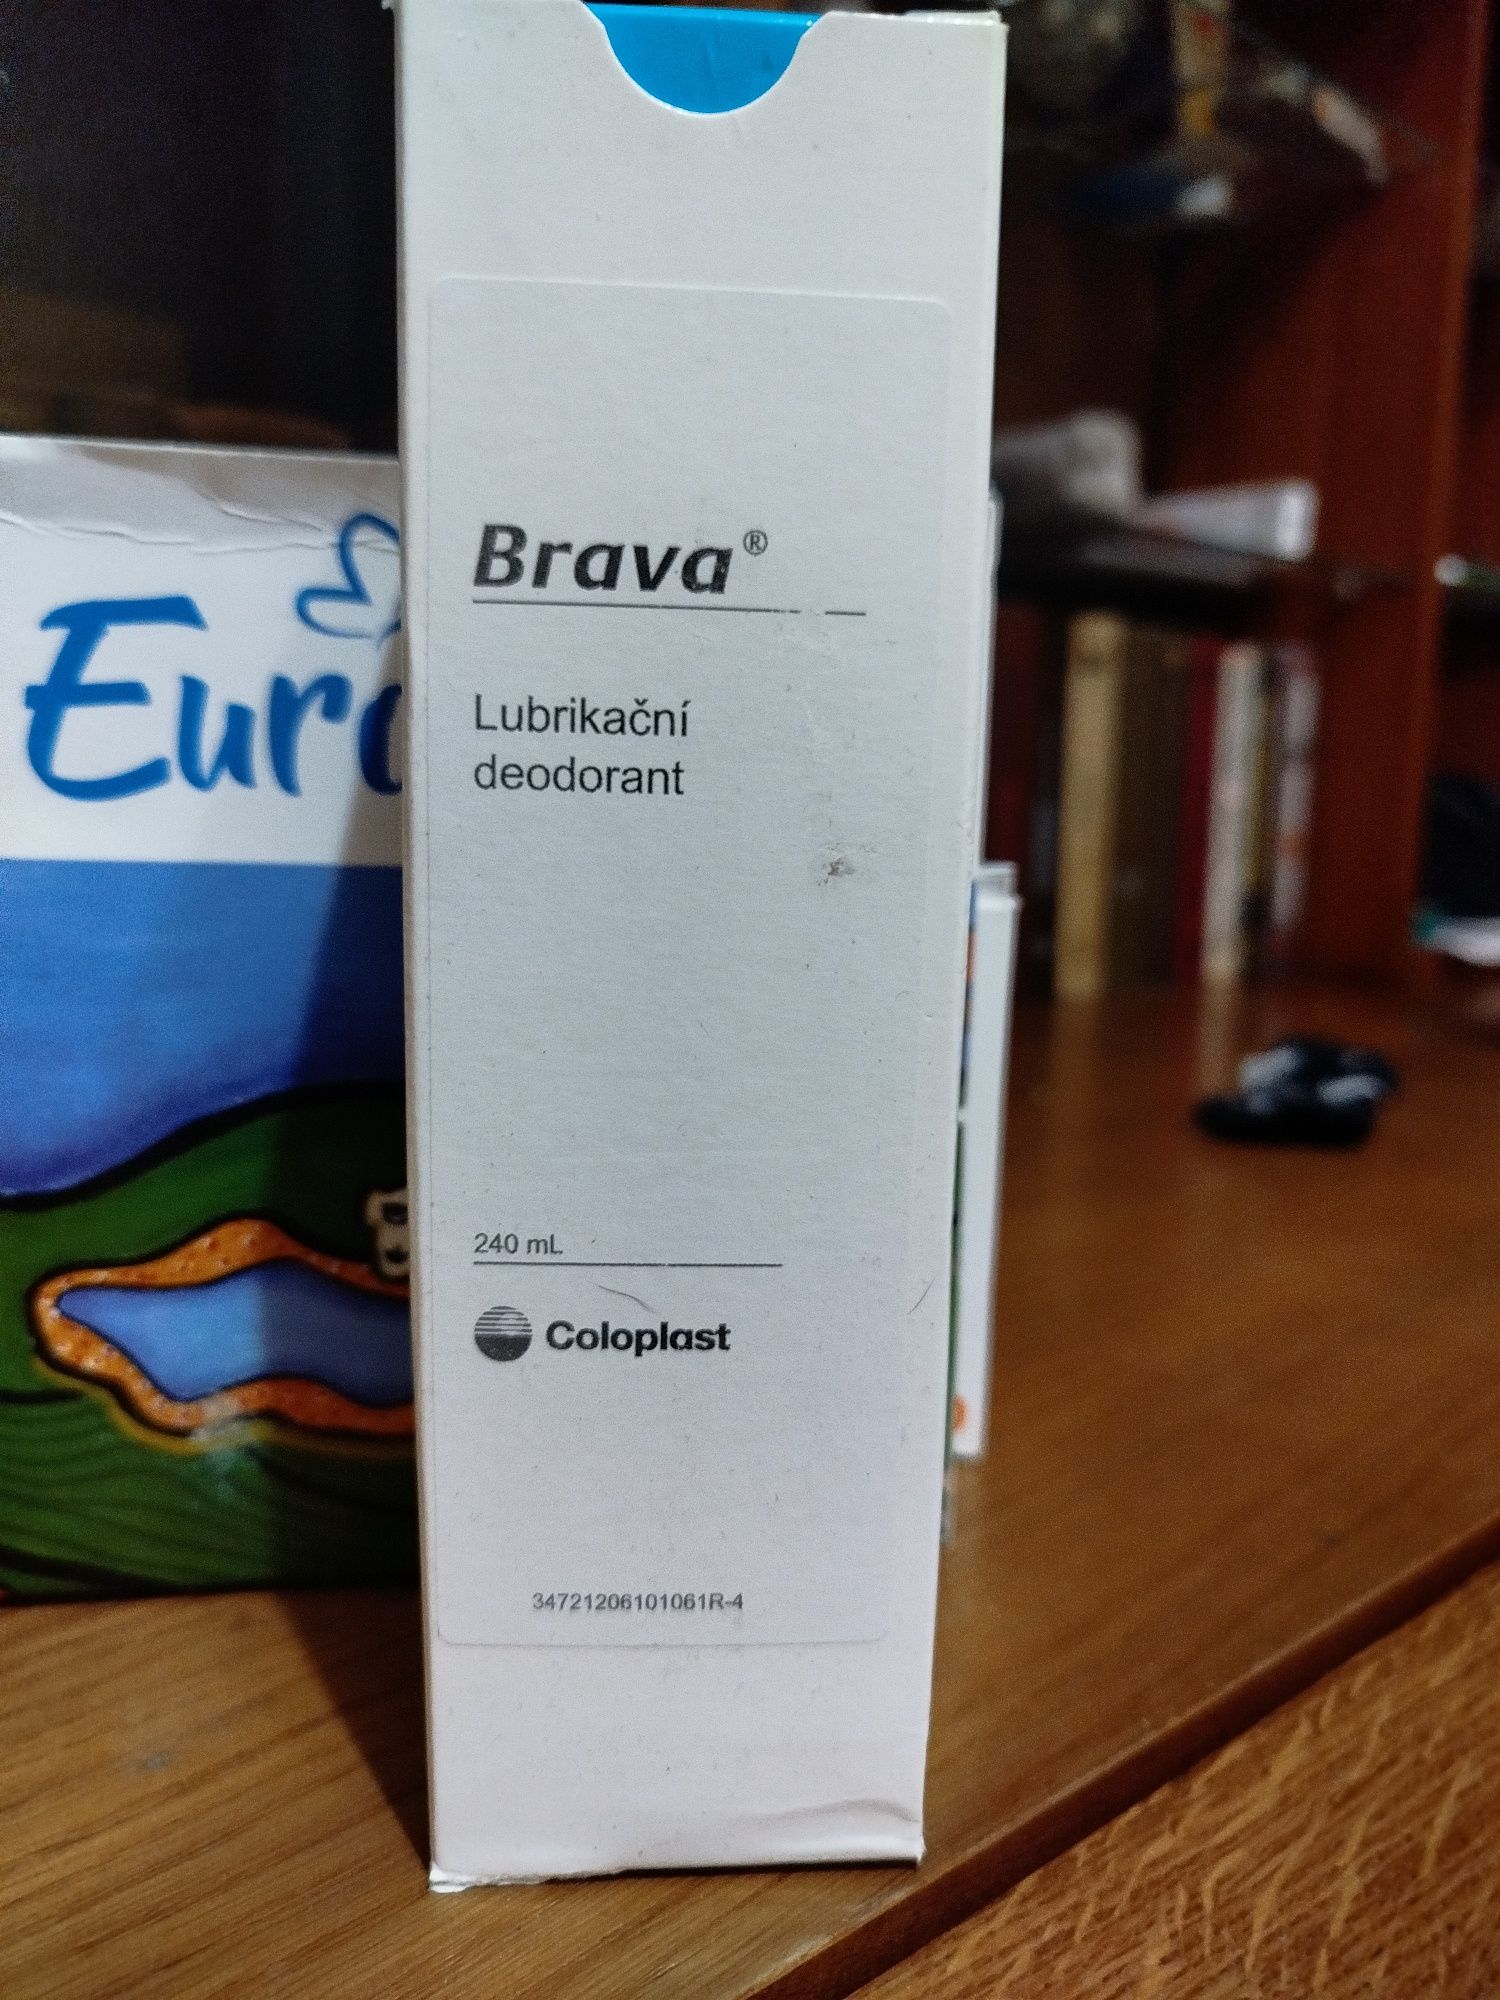 Brava®
Lubrikační
deodorant
240 mL
Coloplast
34721206101061R-4